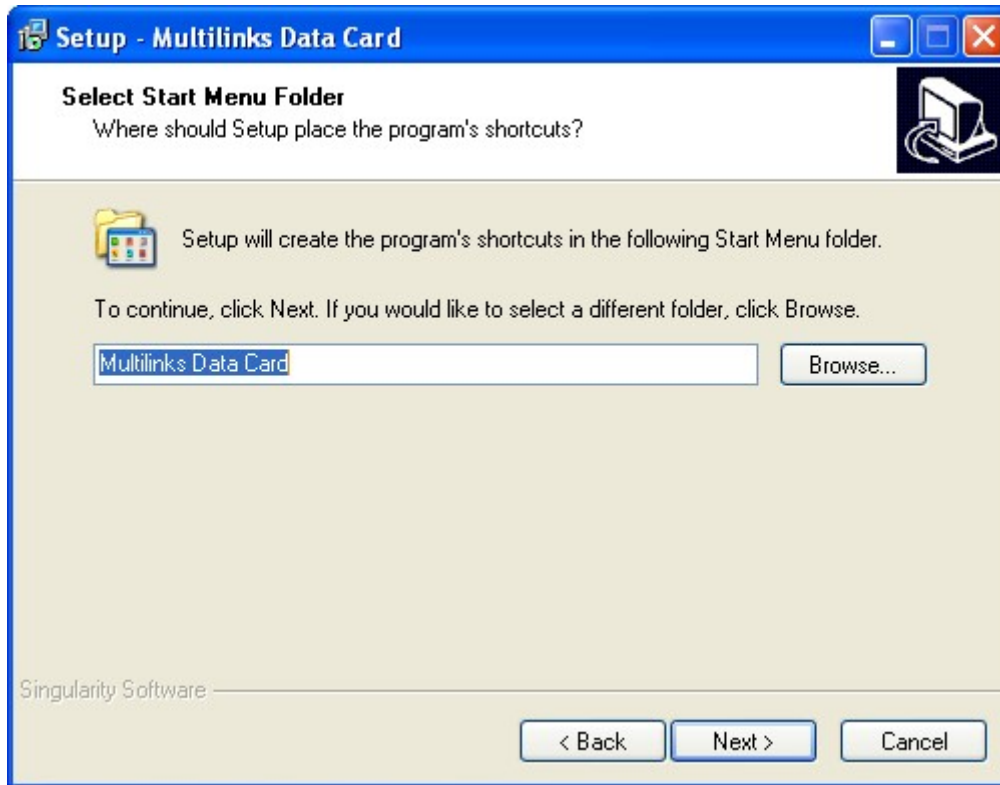 Setup - Multilinks Data Card
Select Start Menu Folder
Where should Setup place the program's shortcuts?
Setup will create the program's shortcuts in the following Start Menu folder.
To continue, click Next. If you would like to select a different folder, click Browse.
Multilinks Data Card
Browse...
Singularity Software
< Back
Next >
Cancel